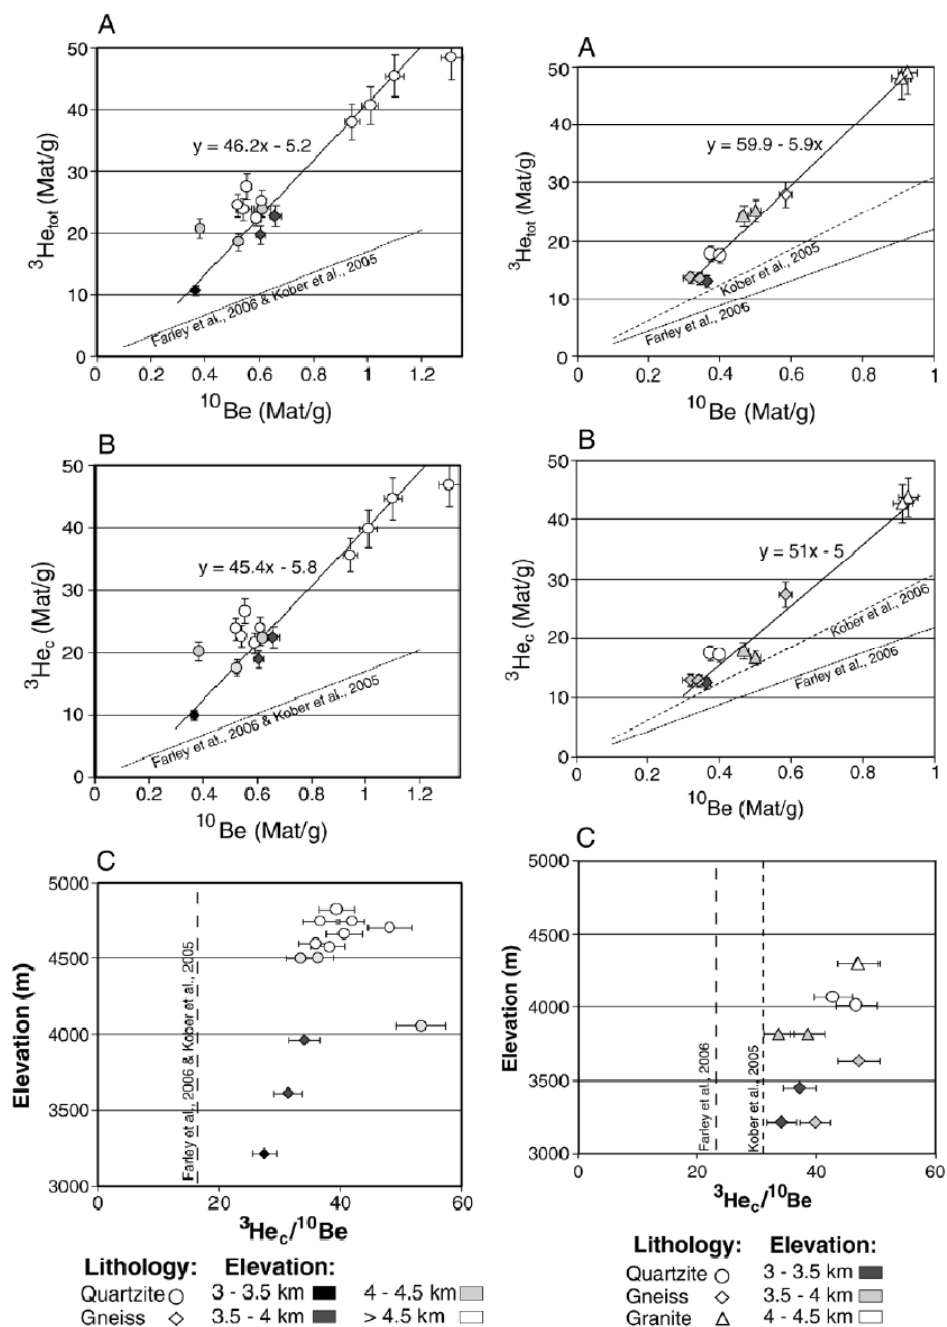 A
50
40
30
20
10
0
³He_tot (Mat/g)
y = 46.2x - 5.2
Farley et al., 2006 & Kober et al., 2005
0 0.2 0.4 0.6 0.8 1 1.2
¹⁰Be (Mat/g)
B
50
40
30
20
10
0
³He_c (Mat/g)
y = 45.4x - 5.8
Farley et al., 2006 & Kober et al., 2005
0 0.2 0.4 0.6 0.8 1 1.2
¹⁰Be (Mat/g)
C
5000
4500
4000
3500
3000
Elevation (m)
Farley et al., 2006 & Kober et al., 2005)
0 20 40 60
³He_c/¹⁰Be
Lithology: Elevation:
Quartzite 3 - 3.5 km 4 - 4.5 km
Gneiss 3.5 - 4 km > 4.5 km
A
50
40
30
20
10
0
³He_tot (Mat/g)
y = 59.9 - 5.9x
Kober et al., 2005
Farley et al., 2006
0 0.2 0.4 0.6 0.8 1
¹⁰Be (Mat/g)
B
50
40
30
20
10
0
³He_c (Mat/g)
y = 51x - 5
Kober et al., 2006
Farley et al., 2006
0 0.2 0.4 0.6 0.8 1
¹⁰Be (Mat/g)
C
5000
4500
4000
3500
3000
Elevation (m)
Farley et al., 2006
Kober et al., 2005
0 20 40 60
³He_c/¹⁰Be
Lithology: Elevation:
Quartzite 3 - 3.5 km
Gneiss 3.5 - 4 km
Granite 4 - 4.5 km